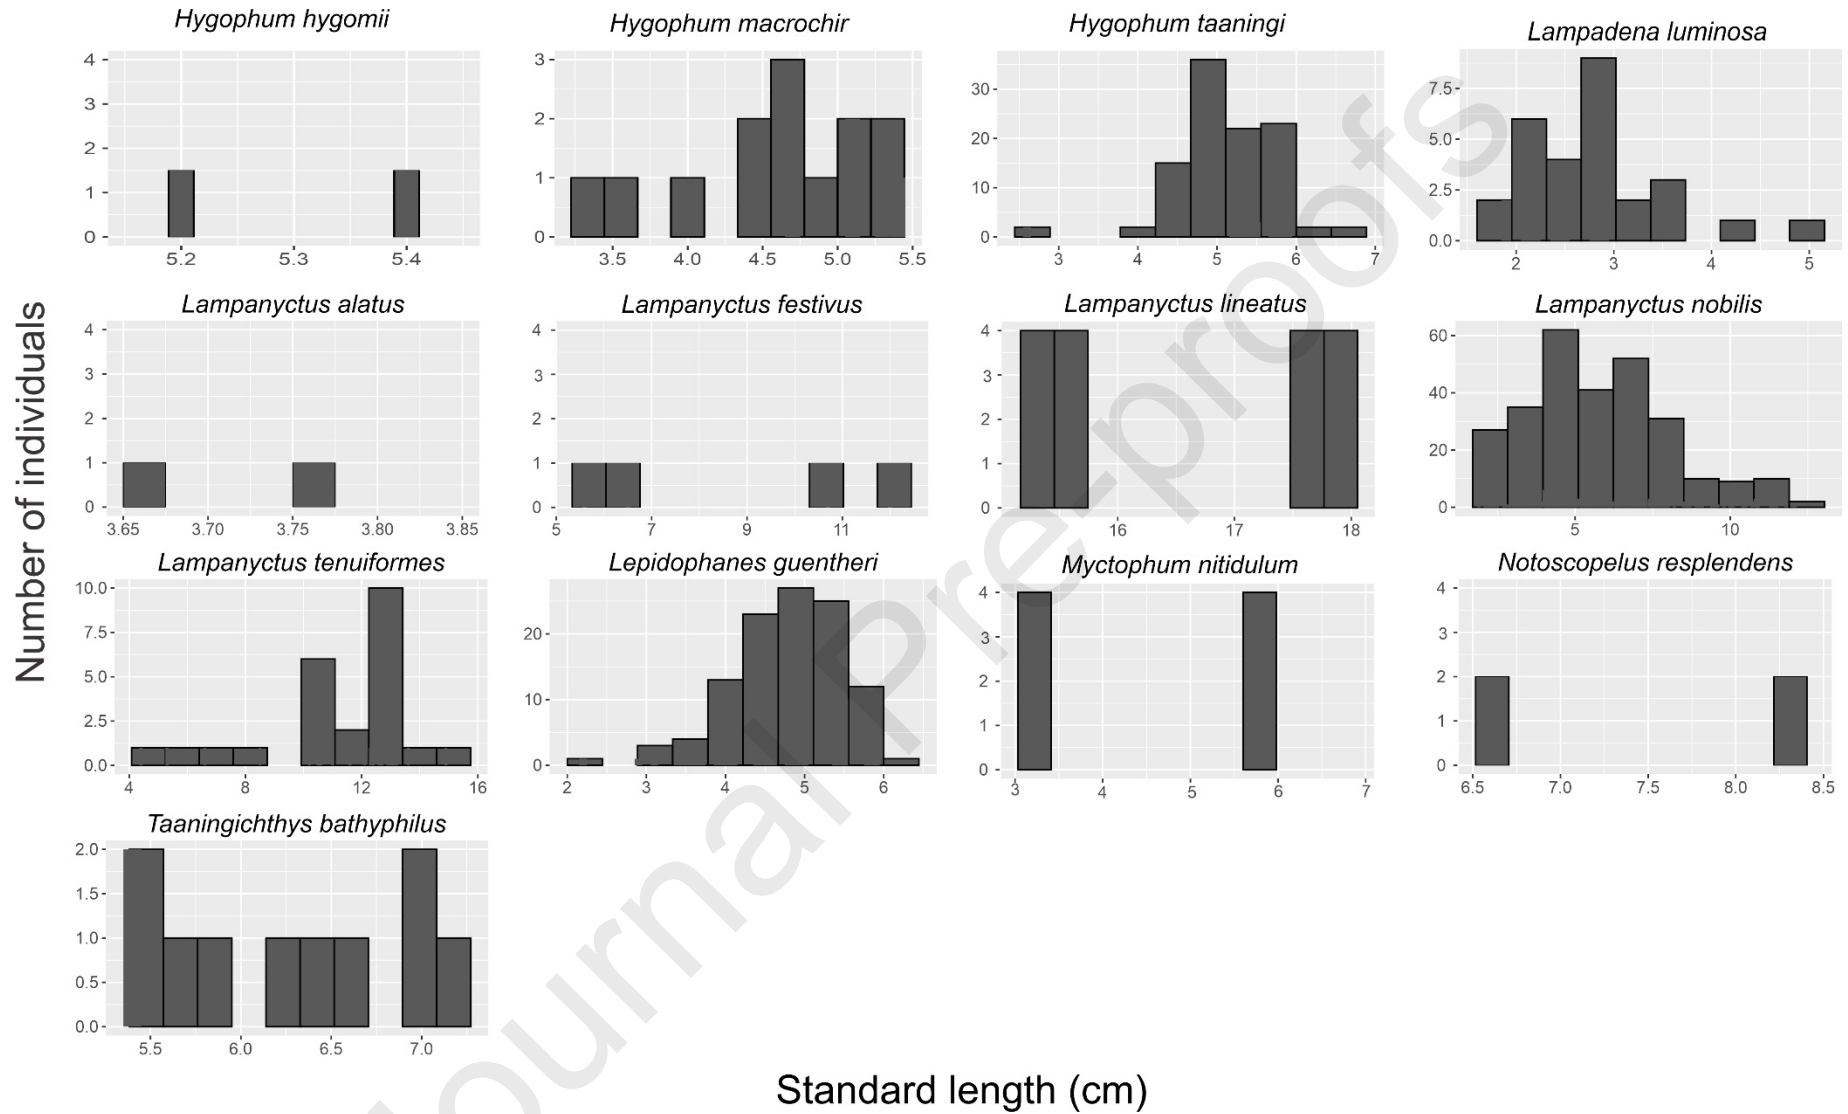 Hygophum hygomii
Hygophum macrochir
Hygophum taaningi
Lampadena luminosa
4
3
2
1
0
5.2 5.3 5.4
3
2
1
0
3.5 4.0 4.5 5.0 5.5
30
20
10
0
3 4 5 6 7
7.5
5.0
2.5
0.0
2 3 4 5
Number of individuals
Lampanyctus alatus
Lampanyctus festivus
Lampanyctus lineatus
Lampanyctus nobilis
4
3
2
1
0
3.65 3.70 3.75 3.80 3.85
4
3
2
1
0
5 7 9 11
4
3
2
1
0
16 17 18
60
40
20
0
5 10
Lampanyctus tenuiformes
Lepidophanes guentheri
Myctophum nitidulum
Notoscopelus resplendens
10.0
7.5
5.0
2.5
0.0
4 8 12 16
20
10
0
2 3 4 5 6
4
3
2
1
0
3 4 5 6 7
4
3
2
1
0
6.5 7.0 7.5 8.0 8.5
Taaningichthys bathyphilus
2.0
1.5
1.0
0.5
0.0
5.5 6.0 6.5 7.0
Standard length (cm)
Journal Pre-proofs